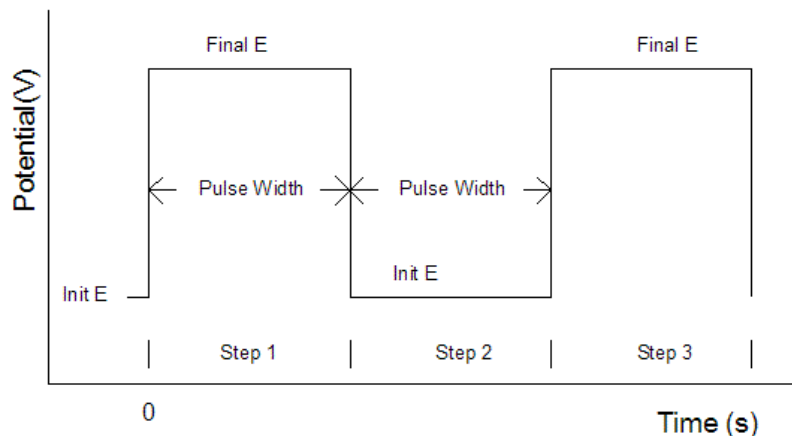 Final E
Final E
Potential(V)
Pulse Width
Pulse Width
Init E
Init E
Step 1
Step 2
Step 3
0
Time (s)